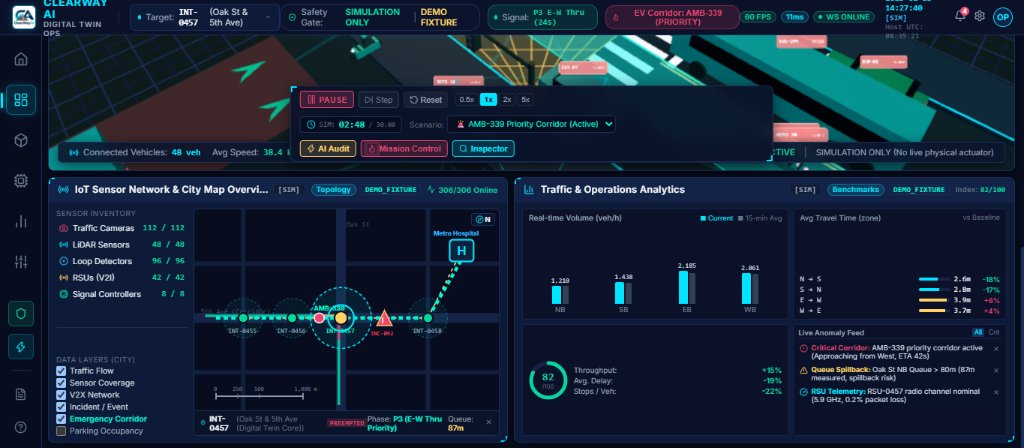 CLEARWAY AI
DIGITAL TWIN OPS
Target: INT-0457 (Oak St & 5th Ave)
Safety Gate: SIMULATION ONLY | DEMO FIXTURE
Signal: P3 E-W Thru (24s)
EV Corridor: AMB-339 (PRIORITY)
60 FPS
11ms
WS ONLINE
14:27:40
[SIM]
Host UTC:
08:35:21
4
OP
PAUSE
Step
Reset
0.5x
1x
2x
5x
SIM: 02:48 / 30:00
Scenario:
AMB-339 Priority Corridor (Active)
AI Audit
Mission Control
Inspector
Connected Vehicles: 48 veh
Avg Speed: 38.4
SIMULATION ONLY (No live physical actuator)
IoT Sensor Network & City Map Overvi...
[SIM]
Topology
DEMO_FIXTURE
306/306 Online
SENSOR INVENTORY
Traffic Cameras 112 / 112
LiDAR Sensors 48 / 48
Loop Detectors 96 / 96
RSUs (V2I) 42 / 42
Signal Controllers 8 / 8
DATA LAYERS (CITY)
Traffic Flow
Sensor Coverage
V2X Network
Incident / Event
Emergency Corridor
Parking Occupancy
Oak St
N
Metro Hospital
H
5th Ave (Corridor)
AMB-339
INT-0455
INT-0456
INT-0457
INC-892
INT-0458
0 250 500 1,000 m
INT-0457
(Oak St & 5th Ave (Digital Twin Core))
PREEMPTED
Phase: P3 (E-W Thru Priority)
Queue: 87m
Traffic & Operations Analytics
[SIM]
Benchmarks
DEMO_FIXTURE
Index: 82/100
Real-time Volume (veh/h)
Current
15-min Avg
1.218
1.438
2.185
2.061
NB
SB
EB
WB
Avg Travel Time (zone)
vs Baseline
N → S 2.6m -18%
S → N 2.8m -17%
E → W 3.9m +6%
W → E 3.7m +4%
82
/100
Throughput: +15%
Avg. Delay: -19%
Stops / Veh: -22%
Live Anomaly Feed
All
Crit
Critical Corridor: AMB-339 priority corridor active (Approaching from West, ETA 42s)
Queue Spillback: Oak St NB Queue > 80m (87m measured, spillback risk)
RSU Telemetry: RSU-0457 radio channel nominal (5.9 GHz, 0.2% packet loss)